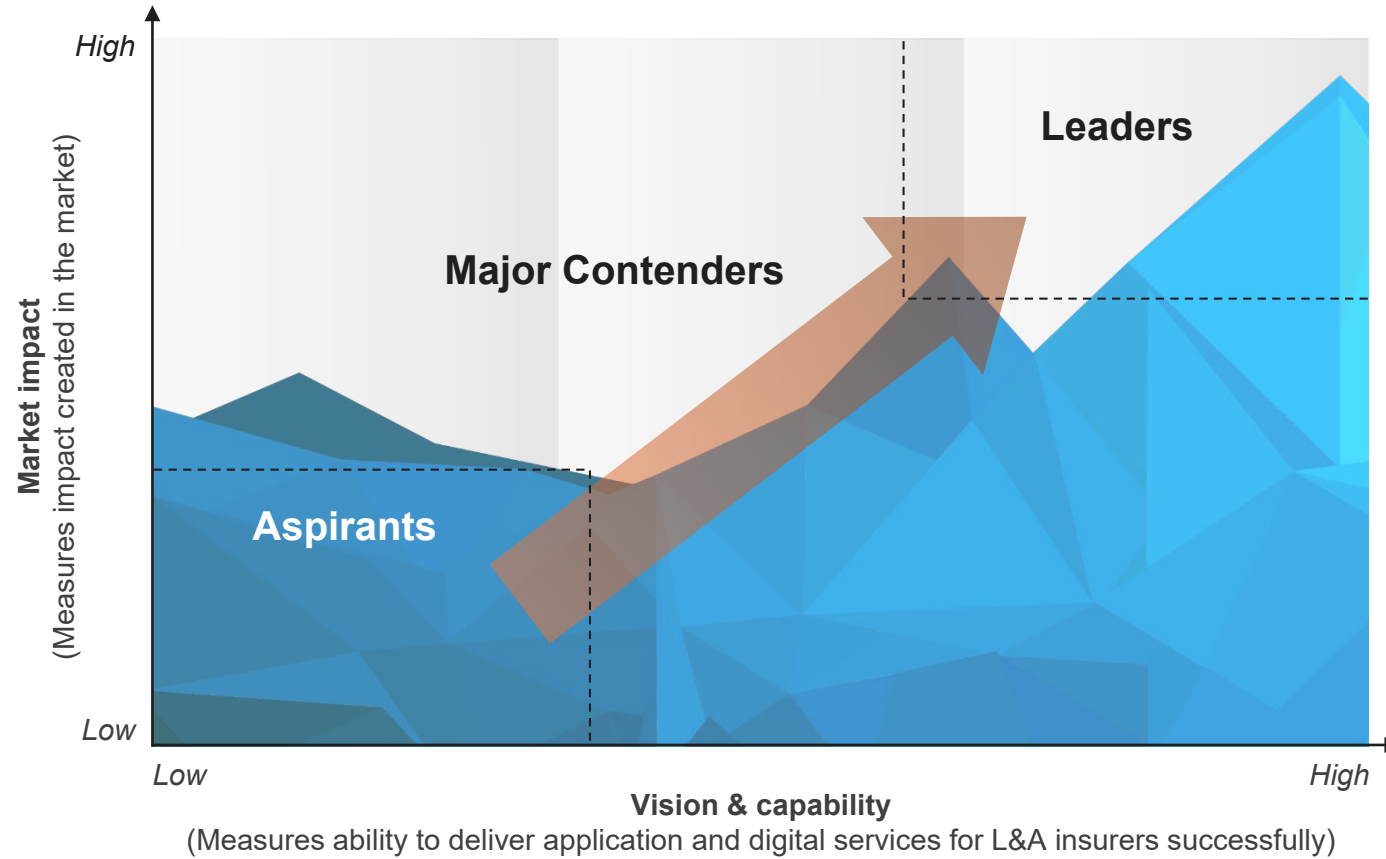 High
Leaders
Major Contenders
Market impact
(Measures impact created in the market)
Aspirants
Low
Low
High
Vision & capability
(Measures ability to deliver application and digital services for L&A insurers successfully)